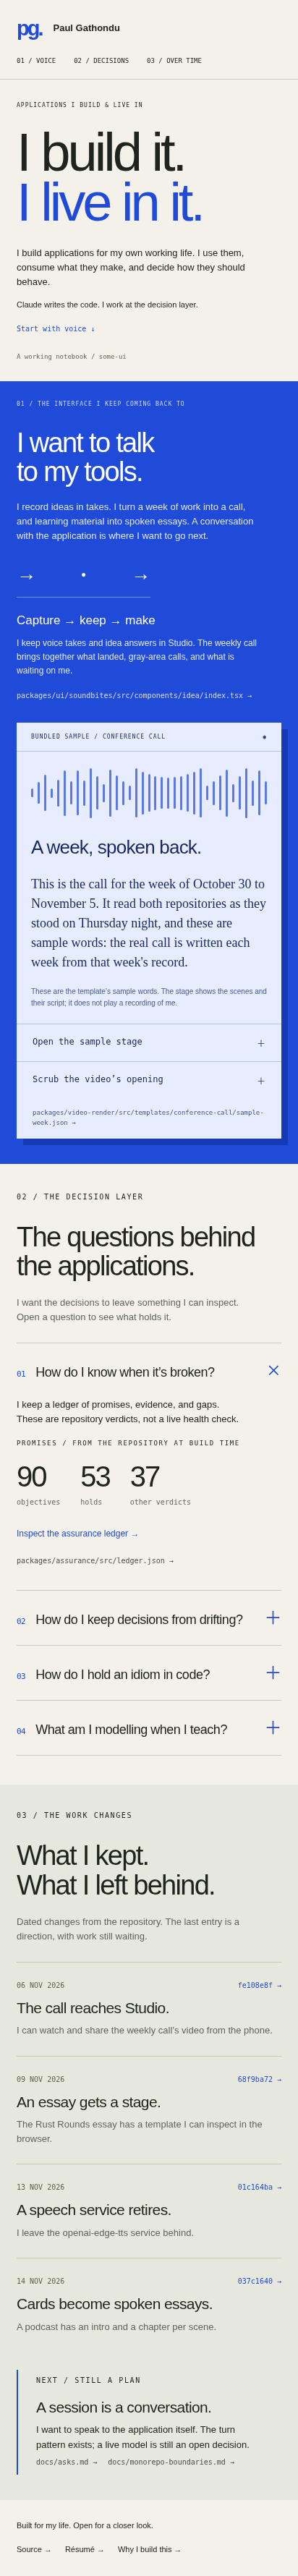 pg. Paul Gathondu
01 / VOICE 02 / DECISIONS 03 / OVER TIME
APPLICATIONS I BUILD & LIVE IN
I build it.
I live in it.
I build applications for my own working life. I use them,
consume what they make, and decide how they should
behave.
Claude writes the code. I work at the decision layer.
Start with voice ↓
A working notebook / some-ui
01 / THE INTERFACE I KEEP COMING BACK TO
I want to talk
to my tools.
I record ideas in takes. I turn a week of work into a call,
and learning material into spoken essays. A conversation
with the application is where I want to go next.
→ • →
Capture → keep → make
I keep voice takes and idea answers in Studio. The weekly call
brings together what landed, gray-area calls, and what is
waiting on me.
packages/ui/soundbites/src/components/idea/index.tsx →
BUNDLED SAMPLE / CONFERENCE CALL
A week, spoken back.
This is the call for the week of October 30 to
November 5. It read both repositories as they
stood on Thursday night, and these are
sample words: the real call is written each
week from that week's record.
These are the template's sample words. The stage shows the scenes and
their script; it does not play a recording of me.
Open the sample stage +
Scrub the video’s opening +
packages/video-render/src/templates/conference-call/sample-
week.json →
02 / THE DECISION LAYER
The questions behind
the applications.
I want the decisions to leave something I can inspect.
Open a question to see what holds it.
01 How do I know when it’s broken?
I keep a ledger of promises, evidence, and gaps.
These are repository verdicts, not a live health check.
PROMISES / FROM THE REPOSITORY AT BUILD TIME
90 53 37
objectives holds other verdicts
Inspect the assurance ledger →
packages/assurance/src/ledger.json →
02 How do I keep decisions from drifting? +
03 How do I hold an idiom in code? +
04 What am I modelling when I teach? +
03 / THE WORK CHANGES
What I kept.
What I left behind.
Dated changes from the repository. The last entry is a
direction, with work still waiting.
06 NOV 2026 fe108e8f →
The call reaches Studio.
I can watch and share the weekly call’s video from the phone.
09 NOV 2026 68f9ba72 →
An essay gets a stage.
The Rust Rounds essay has a template I can inspect in the
browser.
13 NOV 2026 01c164ba →
A speech service retires.
I leave the openai-edge-tts service behind.
14 NOV 2026 037c1640 →
Cards become spoken essays.
A podcast has an intro and a chapter per scene.
NEXT / STILL A PLAN
A session is a conversation.
I want to speak to the application itself. The turn
pattern exists; a live model is still an open decision.
docs/asks.md → docs/monorepo-boundaries.md →
Built for my life. Open for a closer look.
Source → Résumé → Why I build this →